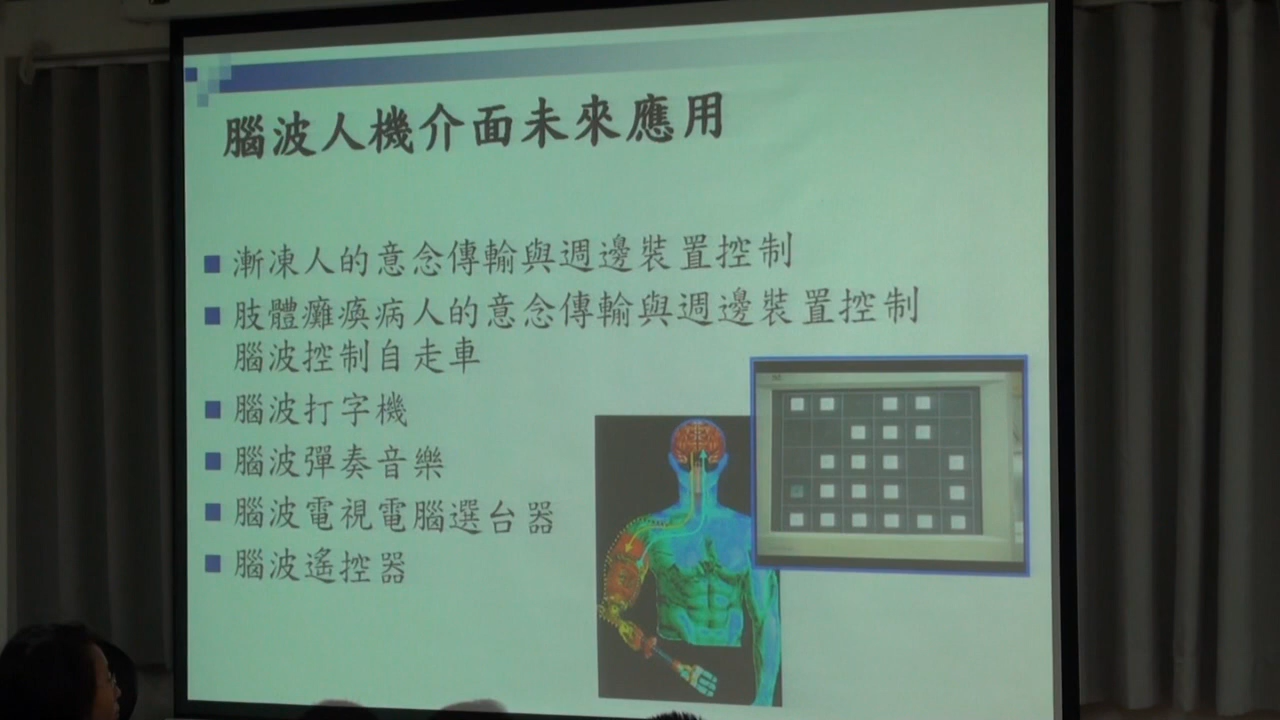 腦波人機介面未來應用
漸凍人的意念傳輸與週邊裝置控制
肢體癱瘓病人的意念傳輸與週邊裝置控制
腦波控制自走車
腦波打字機
腦波彈奏音樂
腦波電視電腦選台器
腦波遙控器